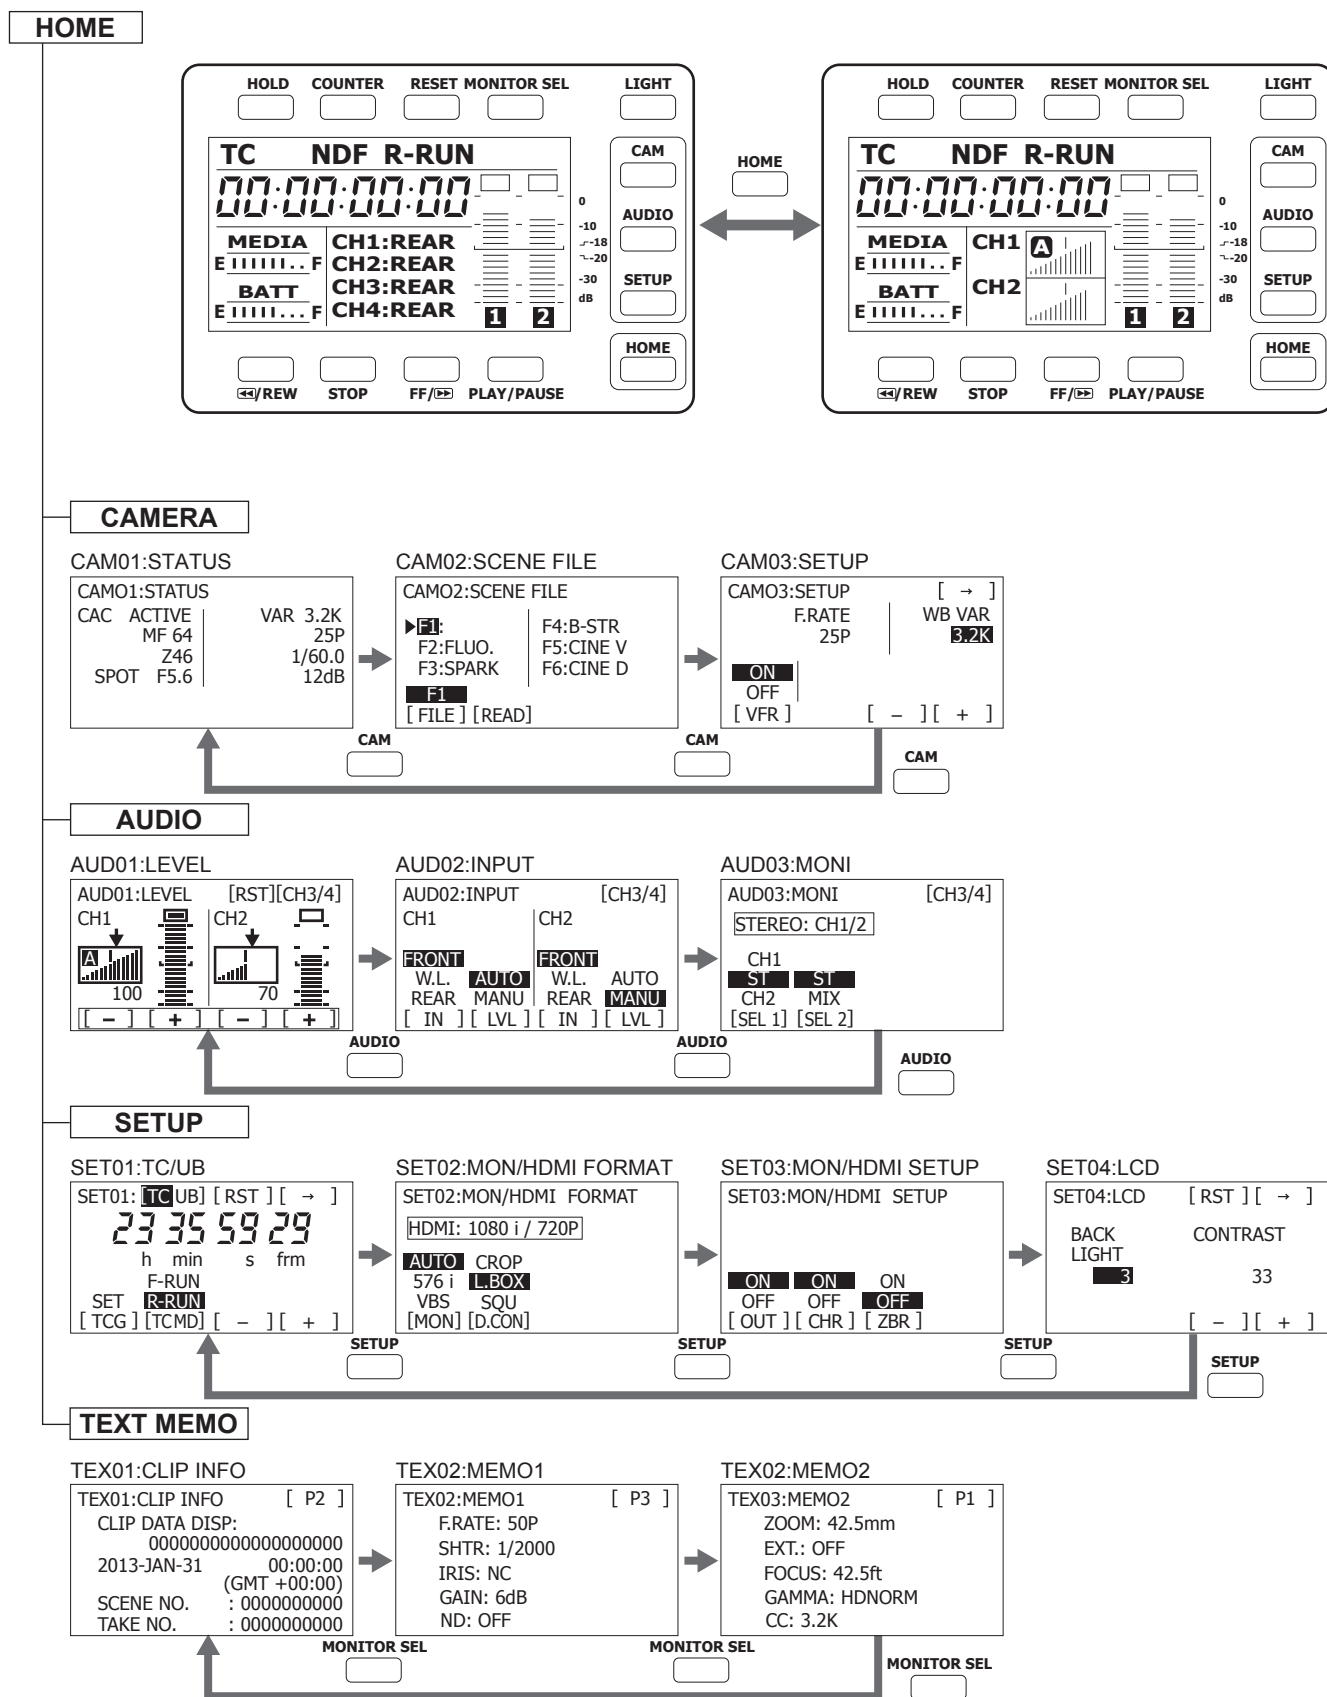 HOME
HOLD COUNTER RESET MONITOR SEL LIGHT
TC NDF R-RUN
00:00:00:00
MEDIA
E F
BATT
E F
CH1:REAR
CH2:REAR
CH3:REAR
CH4:REAR
1 2
0
-10
-18
-20
-30
dB
CAM
AUDIO
SETUP
HOME
/REW STOP FF/ PLAY/PAUSE
HOME
HOLD COUNTER RESET MONITOR SEL LIGHT
TC NDF R-RUN
00:00:00:00
MEDIA
E F
BATT
E F
CH1 A
CH2
1 2
0
-10
-18
-20
-30
dB
CAM
AUDIO
SETUP
HOME
/REW STOP FF/ PLAY/PAUSE
CAMERA
CAM01:STATUS
CAMO1:STATUS
CAC ACTIVE VAR 3.2K
MF 64 25P
Z46 1/60.0
SPOT F5.6 12dB
CAM
CAM02:SCENE FILE
CAMO2:SCENE FILE
F1: F4:B-STR
F2:FLUO. F5:CINE V
F3:SPARK F6:CINE D
F1
[ FILE ] [READ]
CAM
CAM03:SETUP
CAMO3:SETUP [ → ]
F.RATE WB VAR
25P 3.2K
ON
OFF
[ VFR ] [ – ][ + ]
CAM
AUDIO
AUD01:LEVEL
AUD01:LEVEL [RST][CH3/4]
CH1 CH2
A
100 70
[ – ] [ + ] [ – ] [ + ]
AUDIO
AUD02:INPUT
AUD02:INPUT [CH3/4]
CH1 CH2
FRONT FRONT
W.L. AUTO W.L. AUTO
REAR MANU REAR MANU
[ IN ][ LVL ][ IN ][ LVL ]
AUDIO
AUD03:MONI
AUD03:MONI [CH3/4]
STEREO: CH1/2
CH1
ST ST
CH2 MIX
[SEL 1] [SEL 2]
AUDIO
SETUP
SET01:TC/UB
SET01: [TC UB] [ RST ][ → ]
23 35 59 29
h min s frm
F-RUN
SET R-RUN
[ TCG ] [TCMD] [ – ][ + ]
SETUP
SET02:MON/HDMI FORMAT
SET02:MON/HDMI FORMAT
HDMI: 1080 i / 720P
AUTO CROP
576 i L.BOX
VBS SQU
[MON] [D.CON]
SETUP
SET03:MON/HDMI SETUP
SET03:MON/HDMI SETUP
ON ON ON
OFF OFF OFF
[ OUT ][ CHR ] [ ZBR ]
SETUP
SET04:LCD
SET04:LCD [ RST ][ → ]
BACK CONTRAST
LIGHT
3 33
[ – ][ + ]
SETUP
TEXT MEMO
TEX01:CLIP INFO
TEX01:CLIP INFO [ P2 ]
CLIP DATA DISP:
0000000000000000000
2013-JAN-31 00:00:00
(GMT +00:00)
SCENE NO. : 0000000000
TAKE NO. : 0000000000
MONITOR SEL
TEX02:MEMO1
TEX02:MEMO1 [ P3 ]
F.RATE: 50P
SHTR: 1/2000
IRIS: NC
GAIN: 6dB
ND: OFF
MONITOR SEL
TEX02:MEMO2
TEX03:MEMO2 [ P1 ]
ZOOM: 42.5mm
EXT.: OFF
FOCUS: 42.5ft
GAMMA: HDNORM
CC: 3.2K
MONITOR SEL